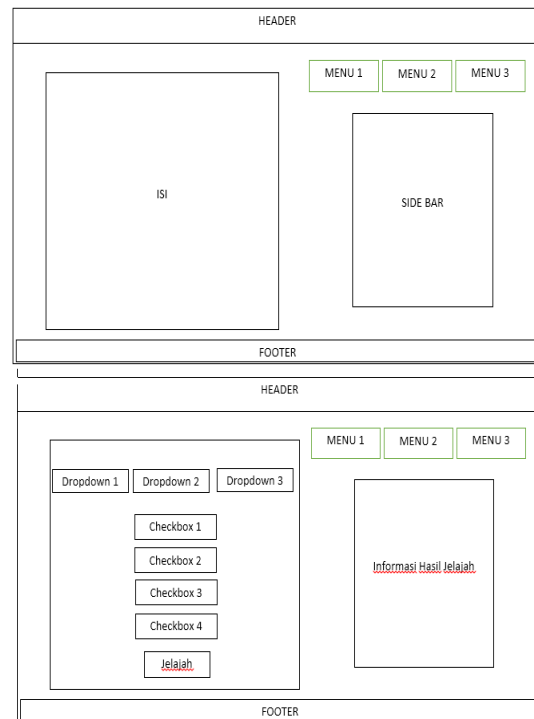 HEADER
MENU 1 MENU 2 MENU 3
ISI
SIDE BAR
FOOTER
HEADER
MENU 1 MENU 2 MENU 3
Dropdown 1 Dropdown 2 Dropdown 3
Checkbox 1
Checkbox 2
Checkbox 3
Checkbox 4
Jelajah
Informasi Hasil Jelajah
FOOTER